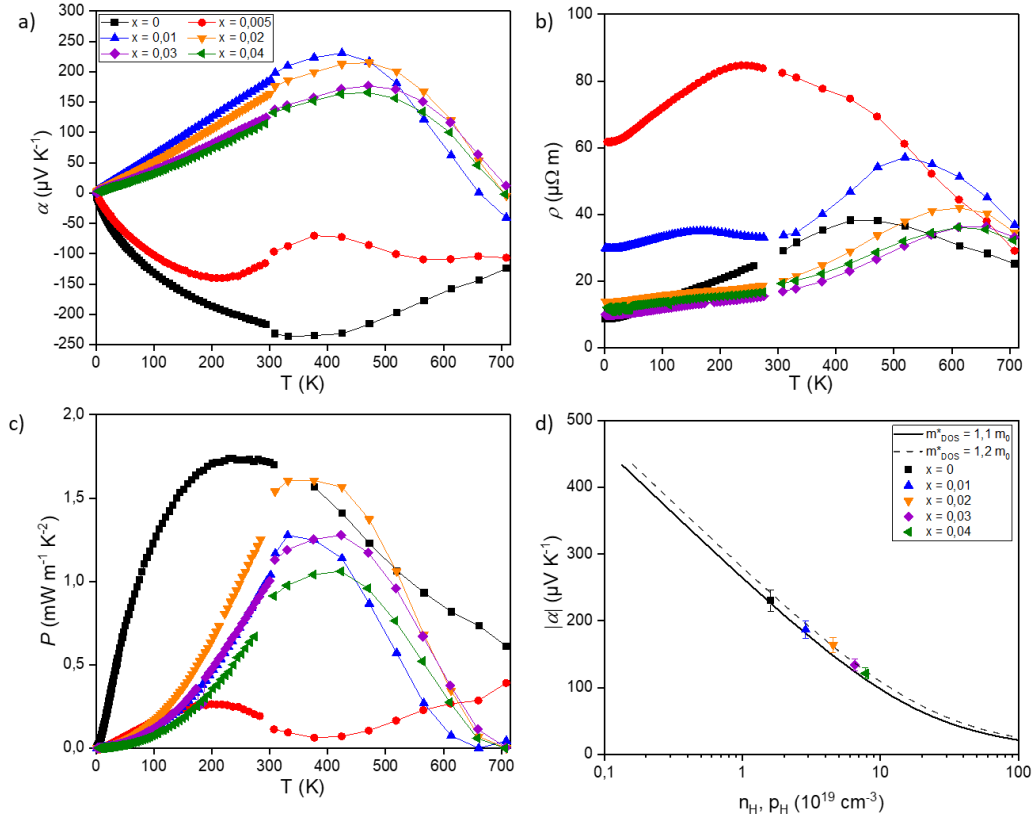 a)
x = 0
x = 0,005
x = 0,01
x = 0,02
x = 0,03
x = 0,04
300
250
200
150
100
50
0
-50
-100
-150
-200
-250
α (µV K⁻¹)
0 100 200 300 400 500 600 700
T (K)
b)
100
80
60
40
20
0
ρ (µΩ m)
0 100 200 300 400 500 600 700
T (K)
c)
2,0
1,5
1,0
0,5
0,0
P (mW m⁻¹ K⁻²)
0 100 200 300 400 500 600 700
T (K)
d)
m*DOS = 1,1 m₀
m*DOS = 1,2 m₀
x = 0
x = 0,01
x = 0,02
x = 0,03
x = 0,04
500
400
300
200
100
0
|α| (µV K⁻¹)
0,1 1 10 100
nH, pH (10¹⁹ cm⁻³)